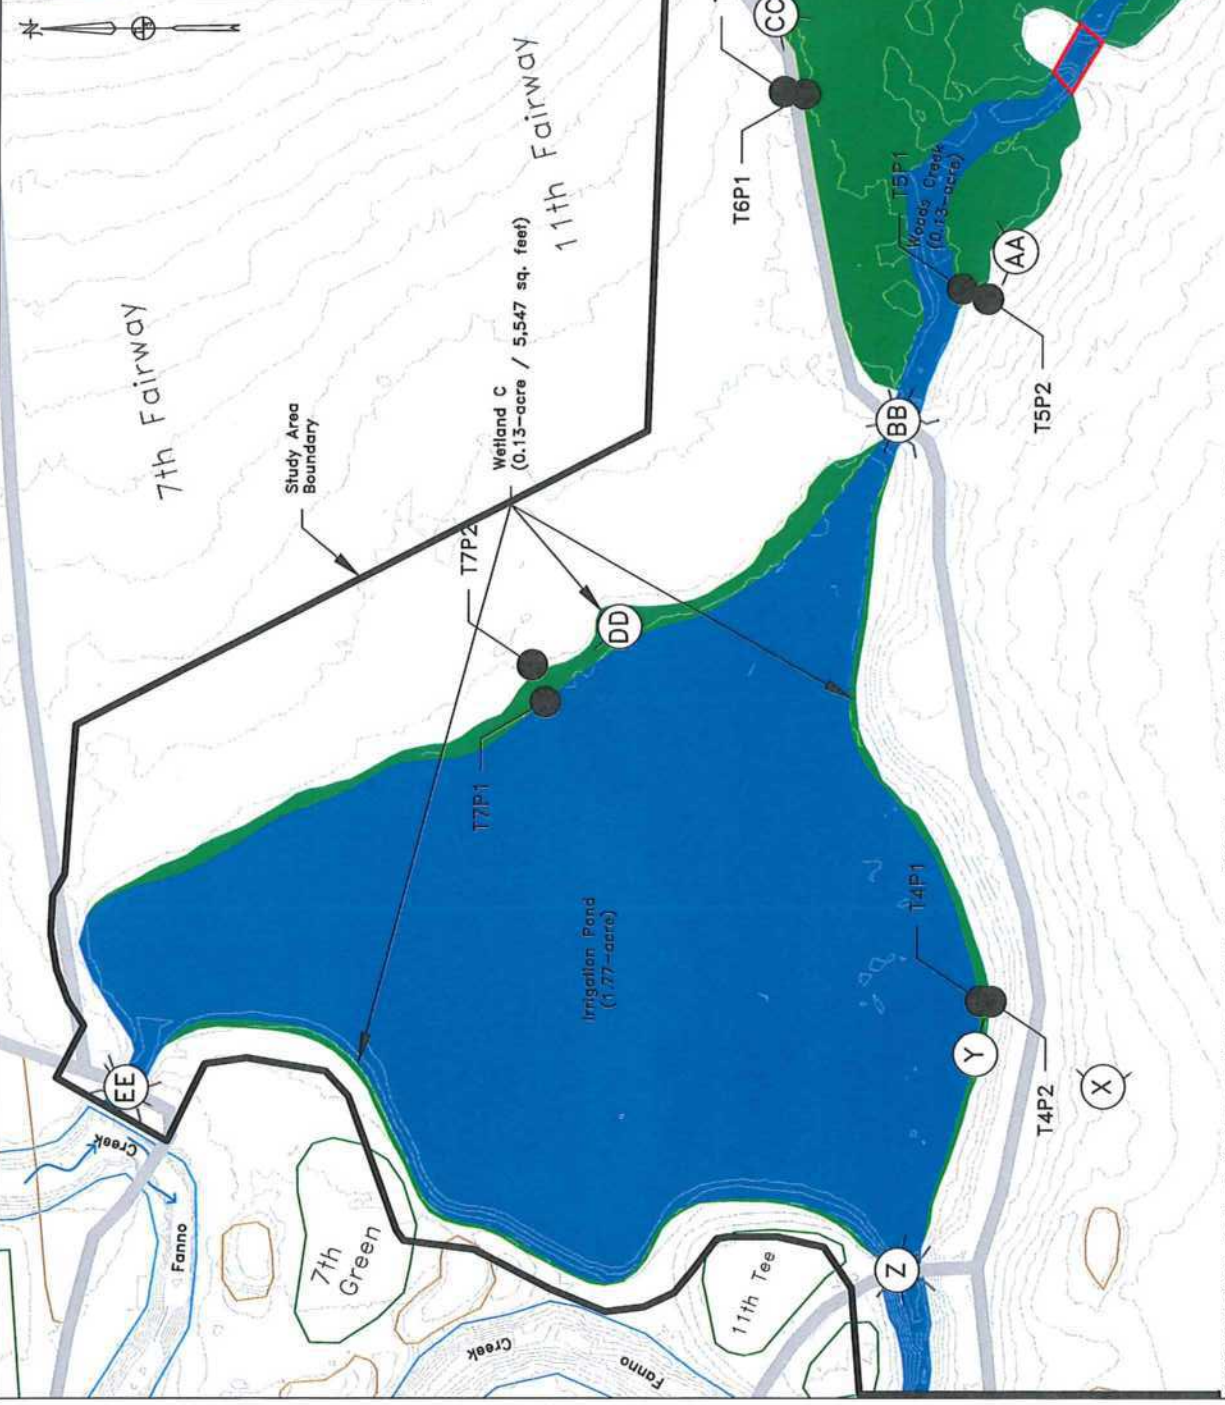 N
7th Fairway
11th Fairway
Study Area
Boundary
Wetland C
(0.13-acre / 5,547 sq. feet)
CC
T6P1
T5P1
Woods Creek
(0.13-acre)
AA
T5P2
BB
T7P2
DD
T7P1
Irrigation Pond
(1.77-acre)
T4P1
Y
T4P2
X
EE
Creek
Fanno
7th
Green
11th Tee
Z
Creek
Fanno